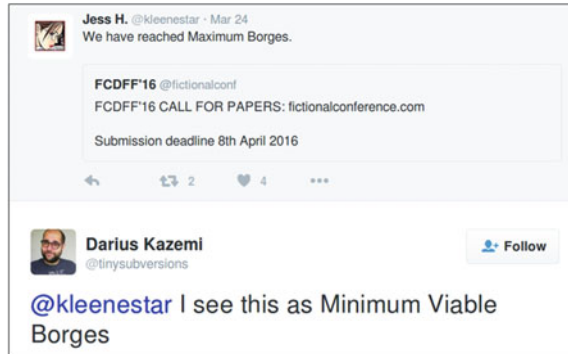 Jess H. @kleenestar · Mar 24
We have reached Maximum Borges.
FCDFF'16 @fictionalconf
FCDFF'16 CALL FOR PAPERS: fictionalconference.com
Submission deadline 8th April 2016
2 4
Darius Kazemi
Follow
@tinysubversions
@kleenestar I see this as Minimum Viable
Borges